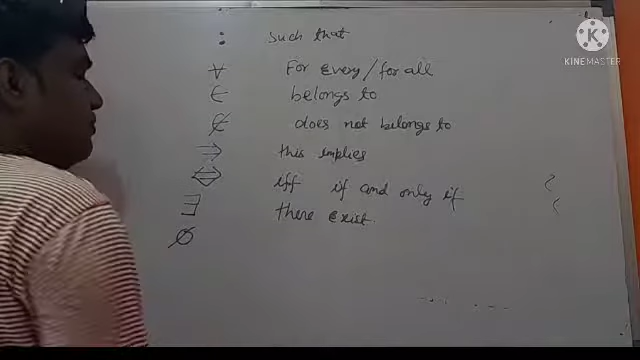 : such that
∀ For Every / for all
∈ belongs to
∉ does not belongs to
⇒ this implies
⇔ iff if and only if
∃ there exist.
∅
K
KINEMASTER